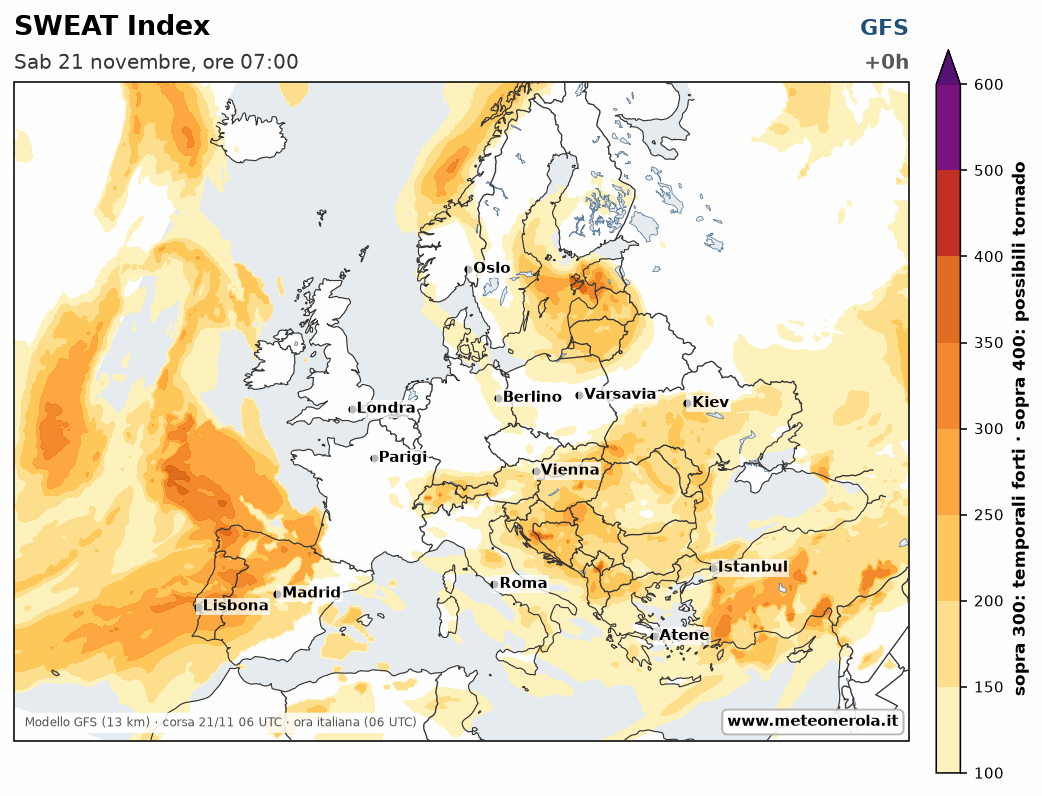 SWEAT Index
GFS
Sab 21 novembre, ore 07:00
+0h
Oslo
Londra
Berlino
Varsavia
Kiev
Parigi
Vienna
Istanbul
Roma
Madrid
Lisbona
Atene
Modello GFS (13 km) · corsa 21/11 06 UTC · ora italiana (06 UTC)
www.meteonerola.it
600
500
400
350
300
250
200
150
100
sopra 300: temporali forti · sopra 400: possibili tornado